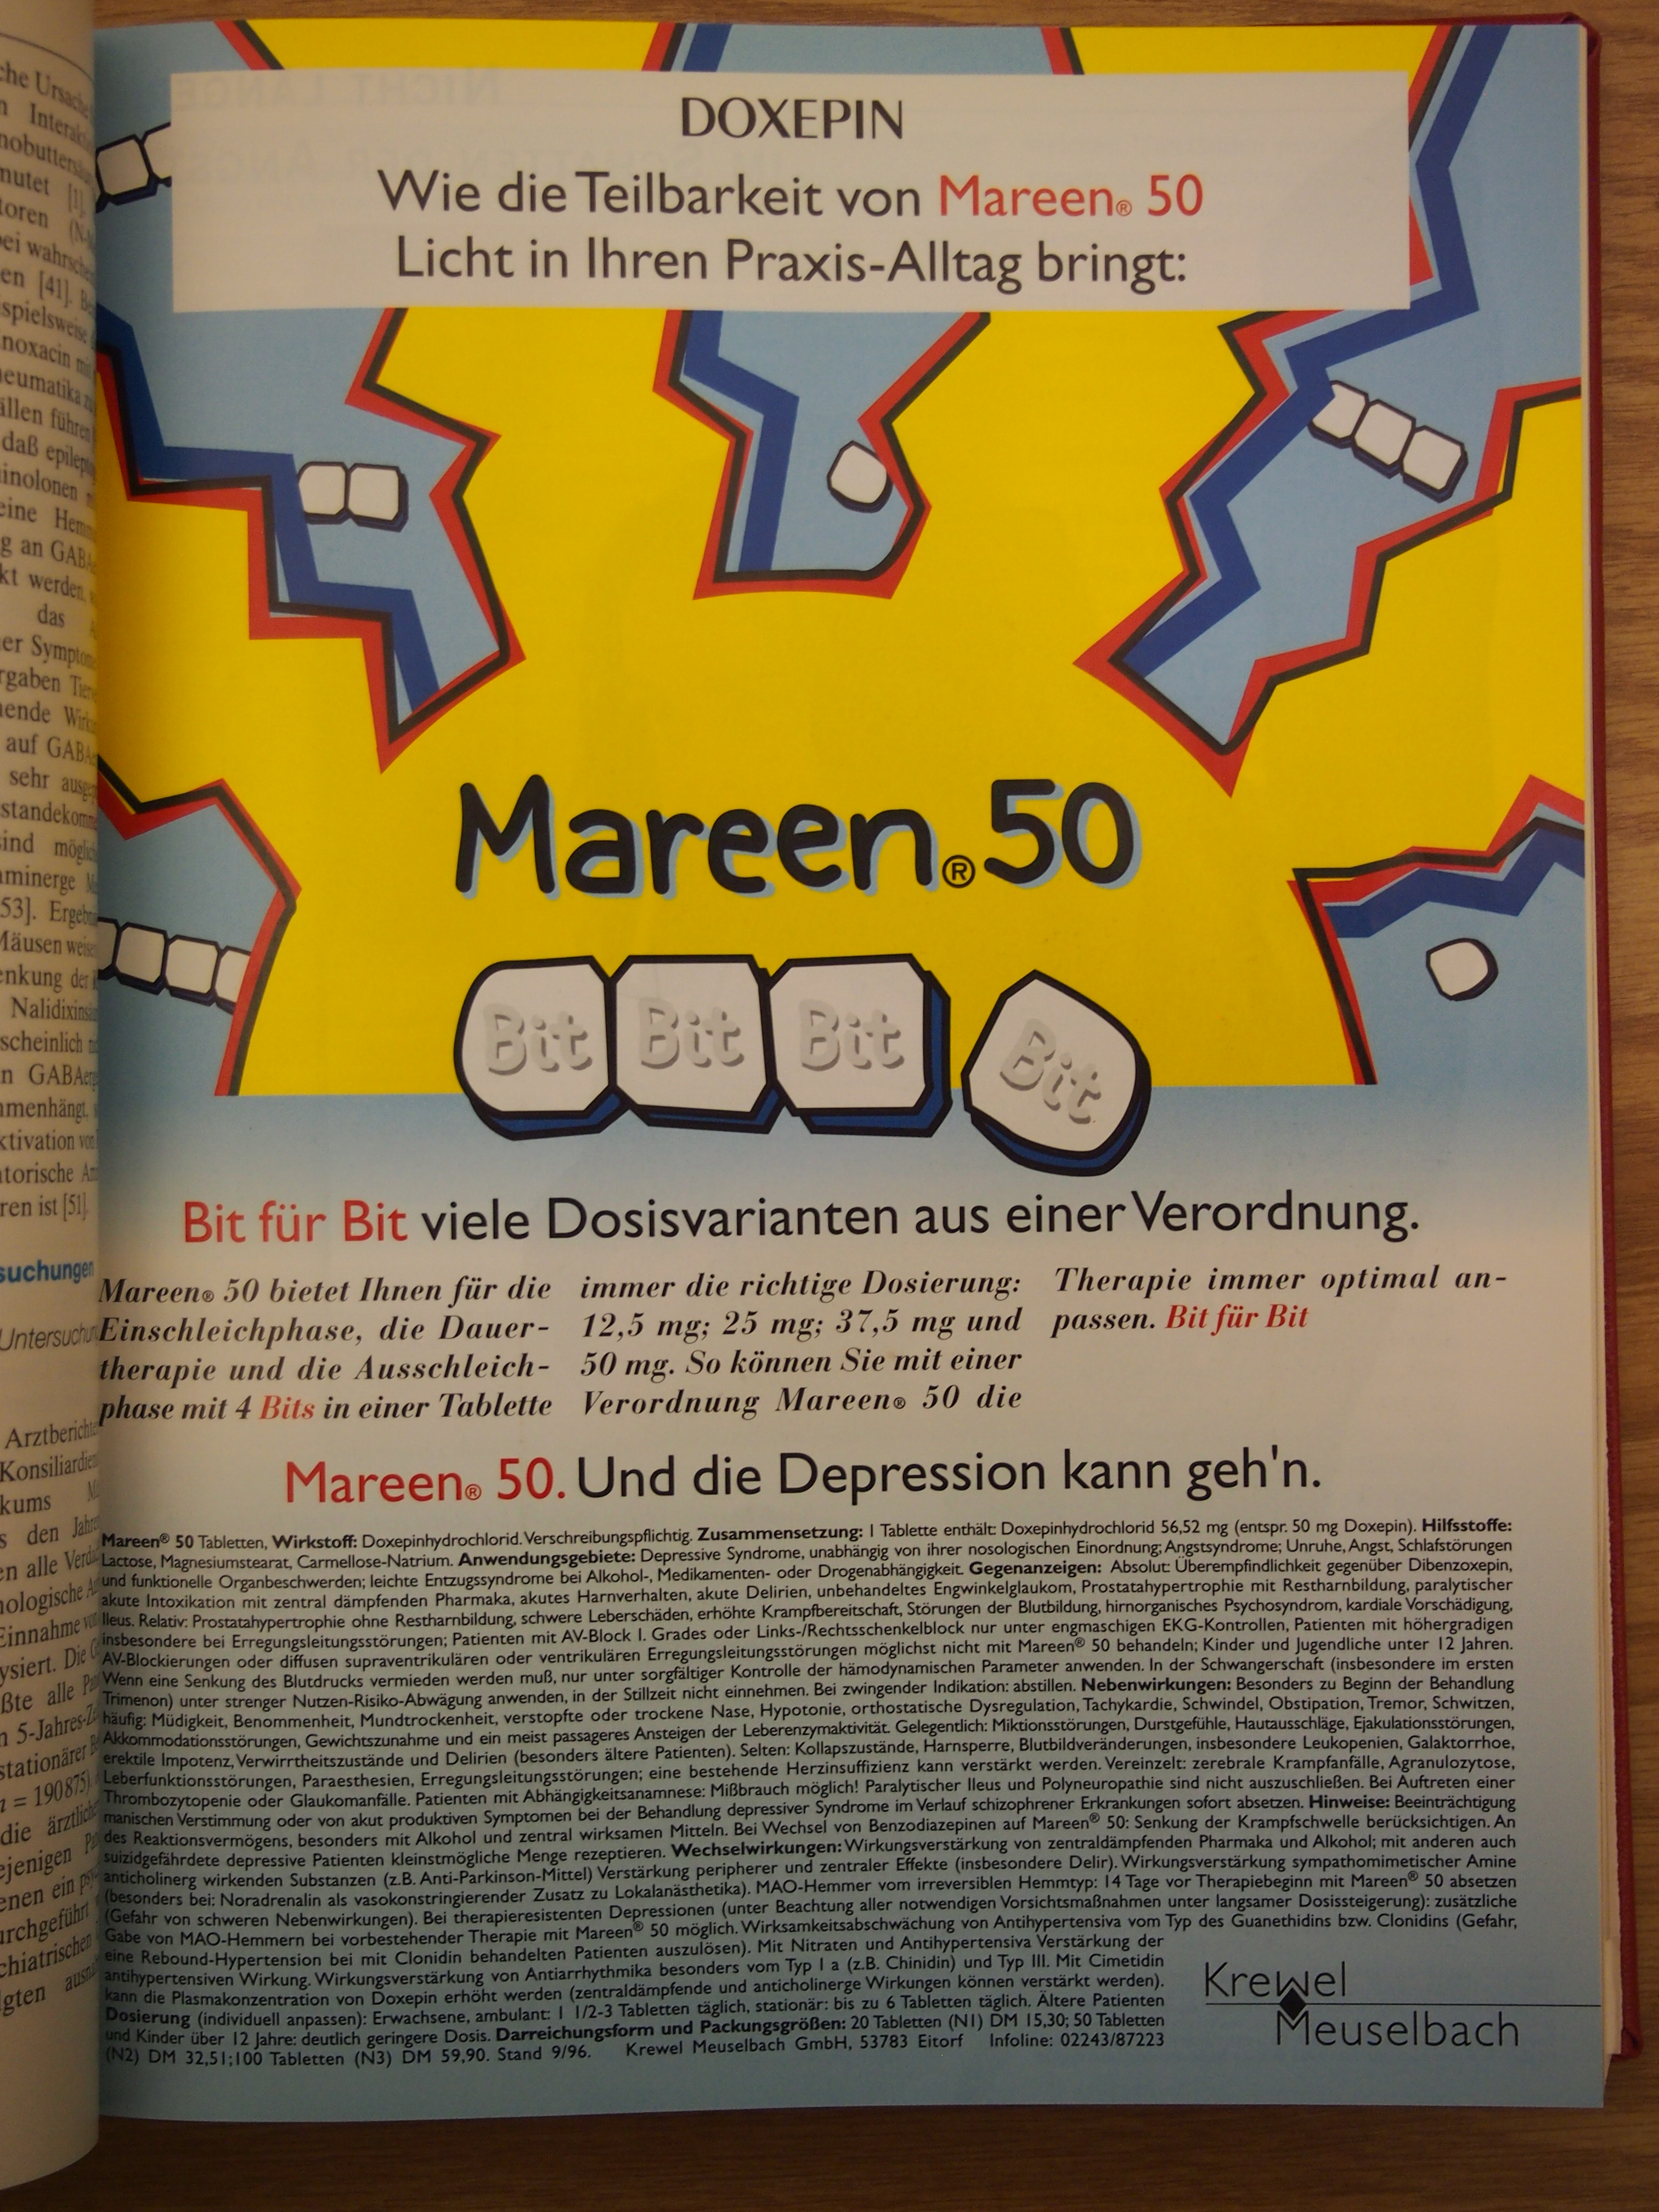 DOXEPIN
Wie die Teilbarkeit von Mareen® 50
Licht in Ihren Praxis-Alltag bringt:
Mareen® 50
Bit Bit Bit Bit
Bit für Bit viele Dosisvarianten aus einer Verordnung.
Mareen® 50 bietet Ihnen für die
Einschleichphase, die Dauer-
therapie und die Ausschleich-
phase mit 4 Bits in einer Tablette
immer die richtige Dosierung:
12,5 mg; 25 mg; 37,5 mg und
50 mg. So können Sie mit einer
Verordnung Mareen® 50 die
Therapie immer optimal an-
passen. Bit für Bit
Mareen® 50. Und die Depression kann geh'n.
Mareen® 50 Tabletten, Wirkstoff: Doxepinhydrochlorid. Verschreibungspflichtig. Zusammensetzung: 1 Tablette enthält: Doxepinhydrochlorid 56,52 mg (entspr. 50 mg Doxepin). Hilfsstoffe:
Lactose, Magnesiumstearat, Carmellose-Natrium. Anwendungsgebiete: Depressive Syndrome, unabhängig von ihrer nosologischen Einordnung; Angstsyndrome; Unruhe, Angst, Schlafstörungen
und funktionelle Organbeschwerden; leichte Entzugssyndrome bei Alkohol-, Medikamenten- oder Drogenabhängigkeit. Gegenanzeigen: Absolut: Überempfindlichkeit gegenüber Dibenzoxepin,
akute Intoxikation mit zentral dämpfenden Pharmaka, akutes Harnverhalten, akute Delirien, unbehandeltes Engwinkelglaukom, Prostatahypertrophie mit Restharnbildung, paralytischer
Ileus. Relativ: Prostatahypertrophie ohne Restharnbildung, schwere Leberschäden, erhöhte Krampfbereitschaft, Störungen der Blutbildung, hirnorganisches Psychosyndrom, kardiale Vorschädigung,
insbesondere bei Erregungsleitungsstörungen; Patienten mit AV-Block I. Grades oder Links-/Rechtsschenkelblock nur unter engmaschigen EKG-Kontrollen, Patienten mit höhergradigen
AV-Blockierungen oder diffusen supraventrikulären oder ventrikulären Erregungsleitungsstörungen möglichst nicht mit Mareen® 50 behandeln; Kinder und Jugendliche unter 12 Jahren.
Wenn eine Senkung des Blutdrucks vermieden werden muß, nur unter sorgfältiger Kontrolle der hämodynamischen Parameter anwenden. In der Schwangerschaft (insbesondere im ersten
Trimenon) unter strenger Nutzen-Risiko-Abwägung anwenden, in der Stillzeit nicht einnehmen. Bei zwingender Indikation: abstillen. Nebenwirkungen: Besonders zu Beginn der Behandlung
häufig: Müdigkeit, Benommenheit, Mundtrockenheit, verstopfte oder trockene Nase, Hypotonie, orthostatische Dysregulation, Tachykardie, Schwindel, Obstipation, Tremor, Schwitzen,
Akkommodationsstörungen, Gewichtszunahme und ein meist passageres Ansteigen der Leberenzymaktivität. Gelegentlich: Miktionsstörungen, Durstgefühle, Hautausschläge, Ejakulationsstörungen,
erektile Impotenz, Verwirrtheitszustände und Delirien (besonders ältere Patienten). Selten: Kollapszustände, Harnsperre, Blutbildveränderungen, insbesondere Leukopenien, Galaktorrhoe,
Leberfunktionsstörungen, Paraesthesien, Erregungsleitungsstörungen; eine bestehende Herzinsuffizienz kann verstärkt werden. Vereinzelt: zerebrale Krampfanfälle, Agranulozytose,
Thrombozytopenie oder Glaukomanfälle. Patienten mit Abhängigkeitsanamnese: Mißbrauch möglich! Paralytischer Ileus und Polyneuropathie sind nicht auszuschließen. Bei Auftreten einer
manischen Verstimmung oder von akut produktiven Symptomen bei der Behandlung depressiver Syndrome im Verlauf schizophrener Erkrankungen sofort absetzen. Hinweise: Beeinträchtigung
des Reaktionsvermögens, besonders mit Alkohol und zentral wirksamen Mitteln. Bei Wechsel von Benzodiazepinen auf Mareen® 50: Senkung der Krampfschwelle berücksichtigen. An
suizidgefährdete depressive Patienten kleinstmögliche Menge rezeptieren. Wechselwirkungen: Wirkungsverstärkung von zentraldämpfenden Pharmaka und Alkohol; mit anderen auch
anticholinerg wirkenden Substanzen (z.B. Anti-Parkinson-Mittel) Verstärkung peripherer und zentraler Effekte (insbesondere Delir). Wirkungsverstärkung sympathomimetischer Amine
(besonders bei: Noradrenalin als vasokonstringierender Zusatz zu Lokalanästhetika). MAO-Hemmer vom irreversiblen Hemmtyp: 14 Tage vor Therapiebeginn mit Mareen® 50 absetzen
(Gefahr von schweren Nebenwirkungen). Bei therapieresistenten Depressionen (unter Beachtung aller notwendigen Vorsichtsmaßnahmen unter langsamer Dosissteigerung): zusätzliche
Gabe von MAO-Hemmern bei vorbestehender Therapie mit Mareen® 50 möglich. Wirksamkeitsabschwächung von Antihypertensiva vom Typ des Guanethidins bzw. Clonidins (Gefahr,
eine Rebound-Hypertension bei mit Clonidin behandelten Patienten auszulösen). Mit Nitraten und Antihypertensiva Verstärkung der
antihypertensiven Wirkung. Wirkungsverstärkung von Antiarrhythmika besonders vom Typ I a (z.B. Chinidin) und Typ III. Mit Cimetidin
kann die Plasmakonzentration von Doxepin erhöht werden (zentraldämpfende und anticholinerge Wirkungen können verstärkt werden).
Dosierung (individuell anpassen): Erwachsene, ambulant: 1 1/2-3 Tabletten täglich, stationär: bis zu 6 Tabletten täglich. Ältere Patienten
und Kinder über 12 Jahre: deutlich geringere Dosis. Darreichungsform und Packungsgrößen: 20 Tabletten (N1) DM 15,30; 50 Tabletten
(N2) DM 32,51; 100 Tabletten (N3) DM 59,90. Stand 9/96. Krewel Meuselbach GmbH, 53783 Eitorf Infoline: 02243/87223
Krewel
Meuselbach